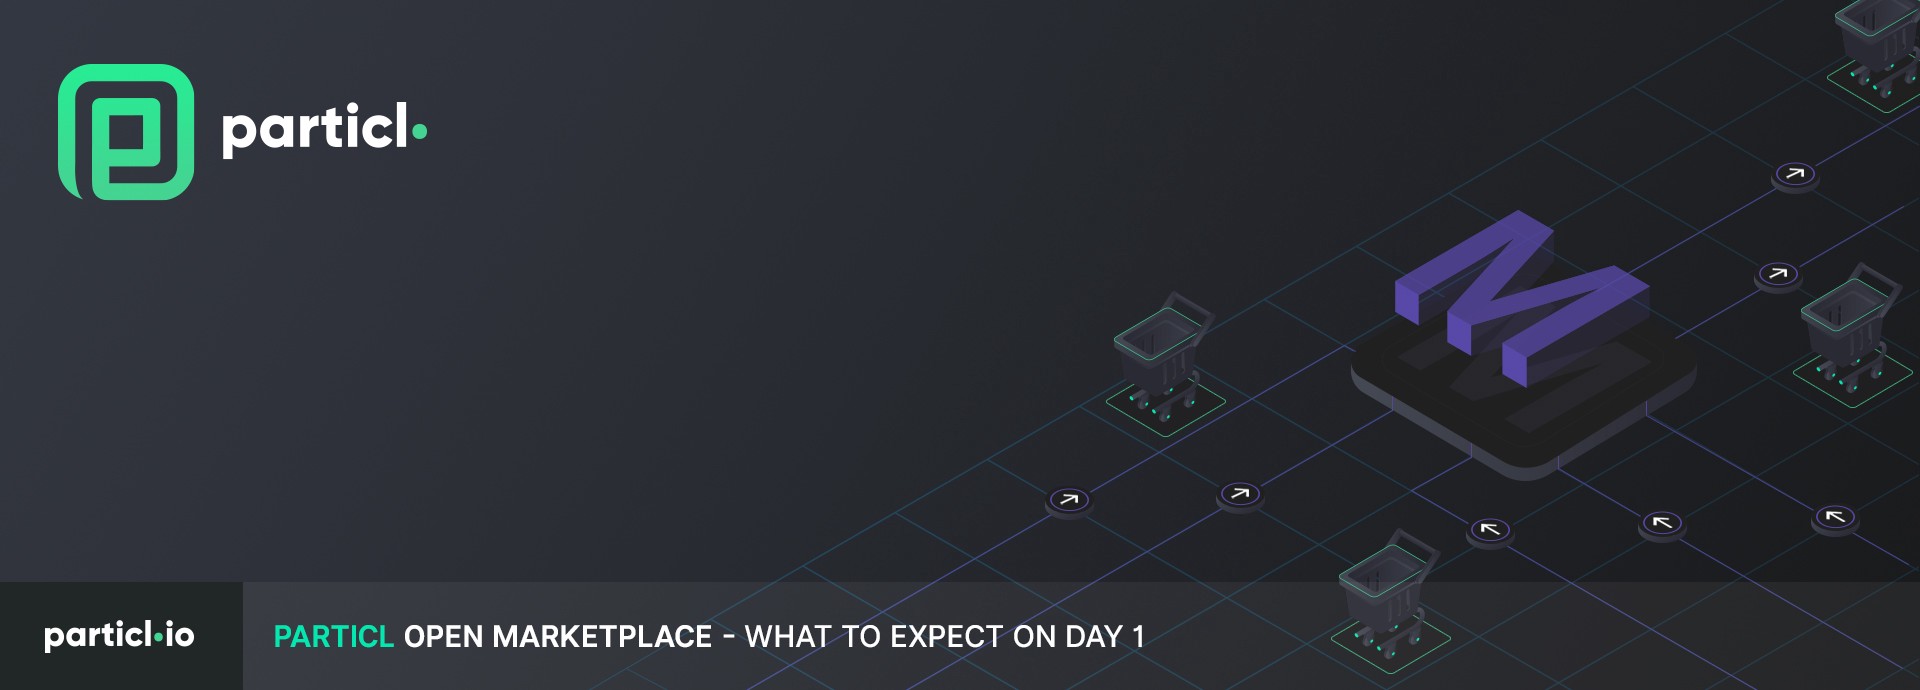 particl
M
particl.io
PARTICL OPEN MARKETPLACE - WHAT TO EXPECT ON DAY 1